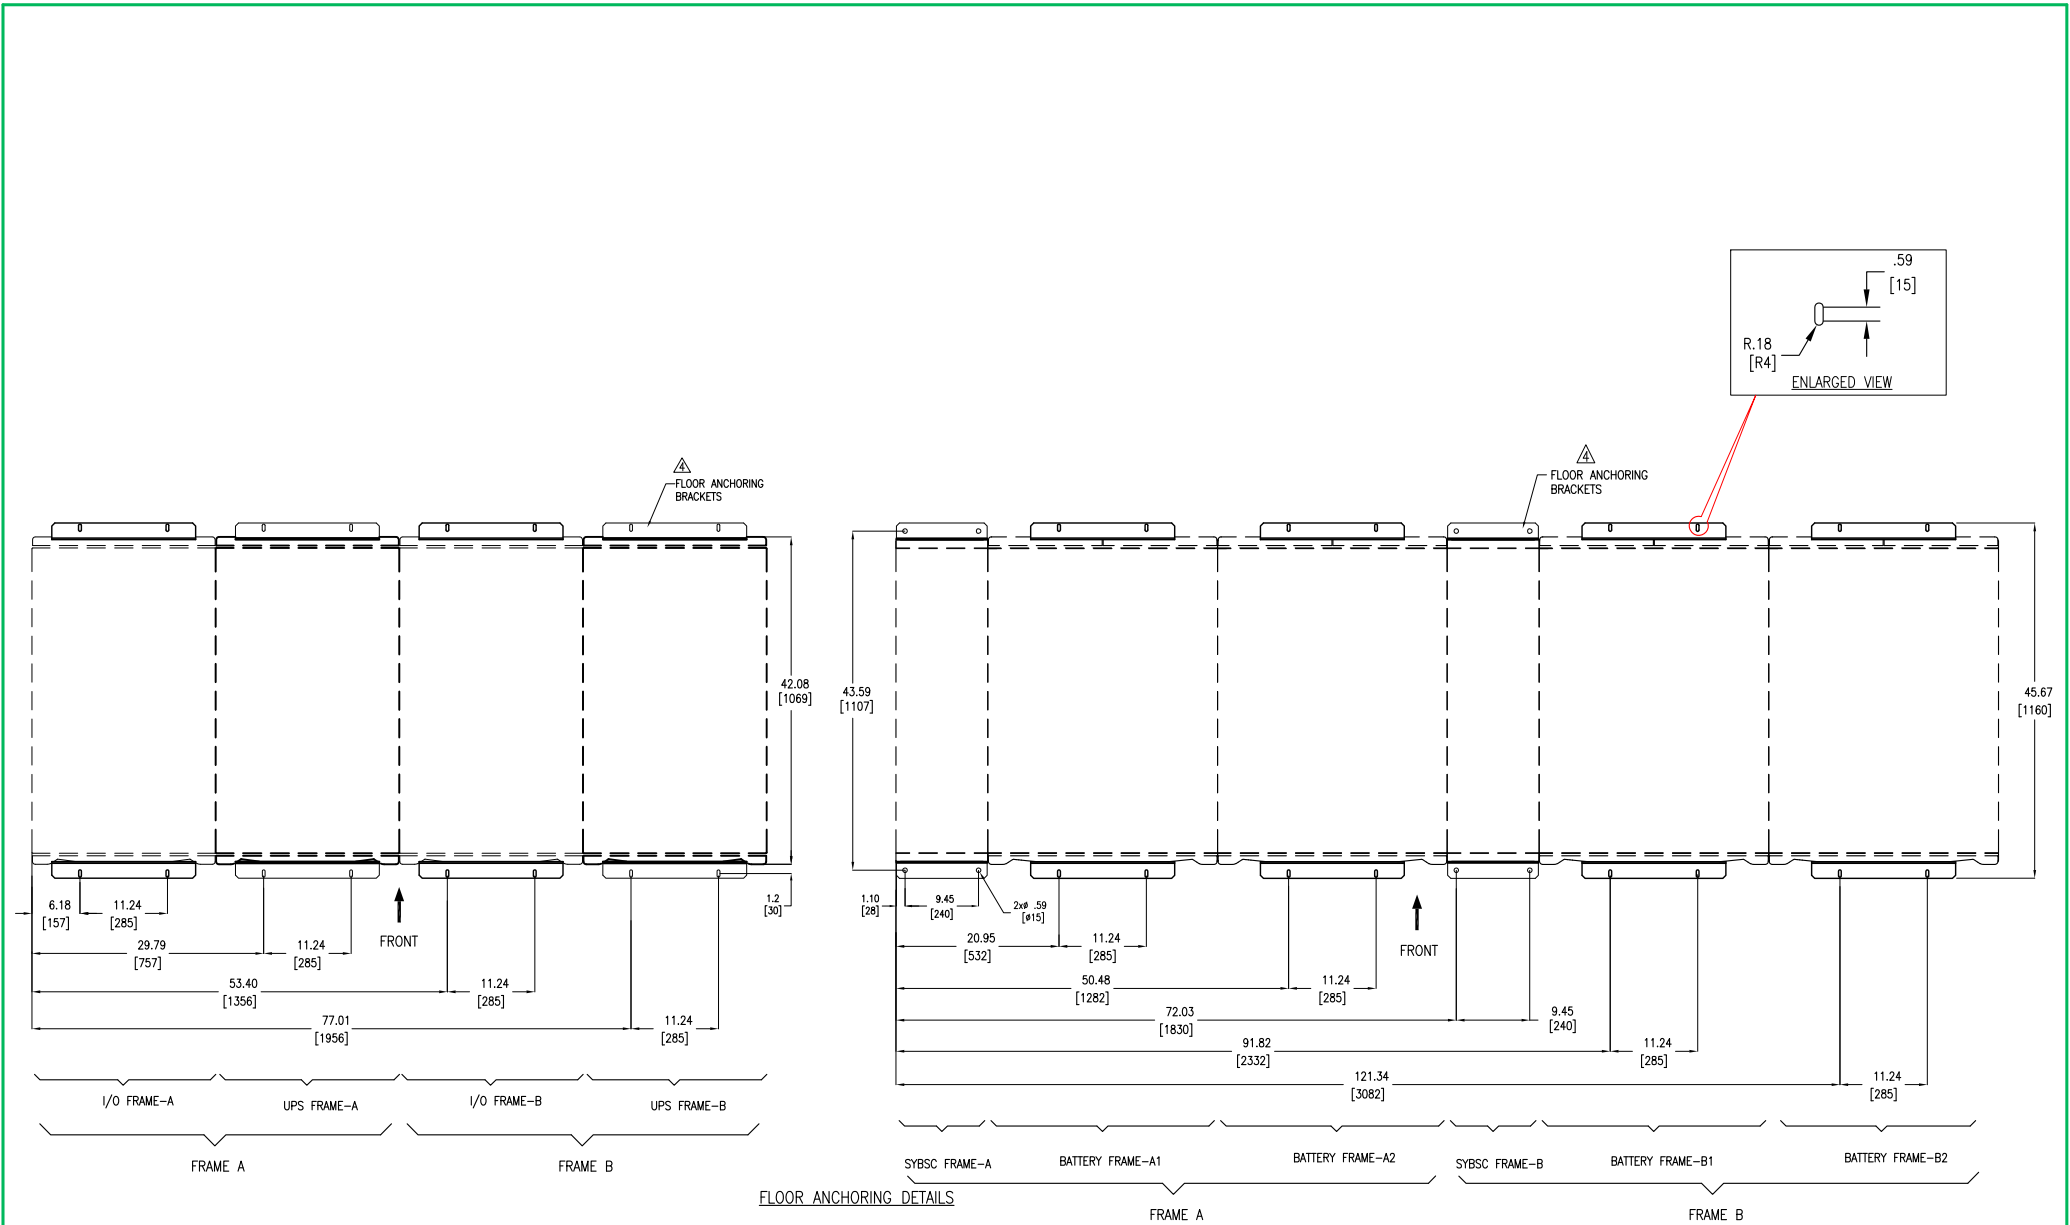 .59
[15]
R.18
[R4]
ENLARGED VIEW
4
FLOOR ANCHORING
BRACKETS
4
FLOOR ANCHORING
BRACKETS
42.08
[1069]
43.59
[1107]
45.67
[1160]
6.18
[157]
11.24
[285]
1.2
[30]
FRONT
29.79
[757]
11.24
[285]
53.40
[1356]
11.24
[285]
77.01
[1956]
11.24
[285]
1.10
[28]
9.45
[240]
2xø .59
[ø15]
20.95
[532]
11.24
[285]
FRONT
50.48
[1282]
11.24
[285]
72.03
[1830]
9.45
[240]
91.82
[2332]
11.24
[285]
121.34
[3082]
11.24
[285]
I/O FRAME-A
UPS FRAME-A
I/O FRAME-B
UPS FRAME-B
FRAME A
FRAME B
SYBSC FRAME-A
BATTERY FRAME-A1
BATTERY FRAME-A2
SYBSC FRAME-B
BATTERY FRAME-B1
BATTERY FRAME-B2
FRAME A
FRAME B
FLOOR ANCHORING DETAILS